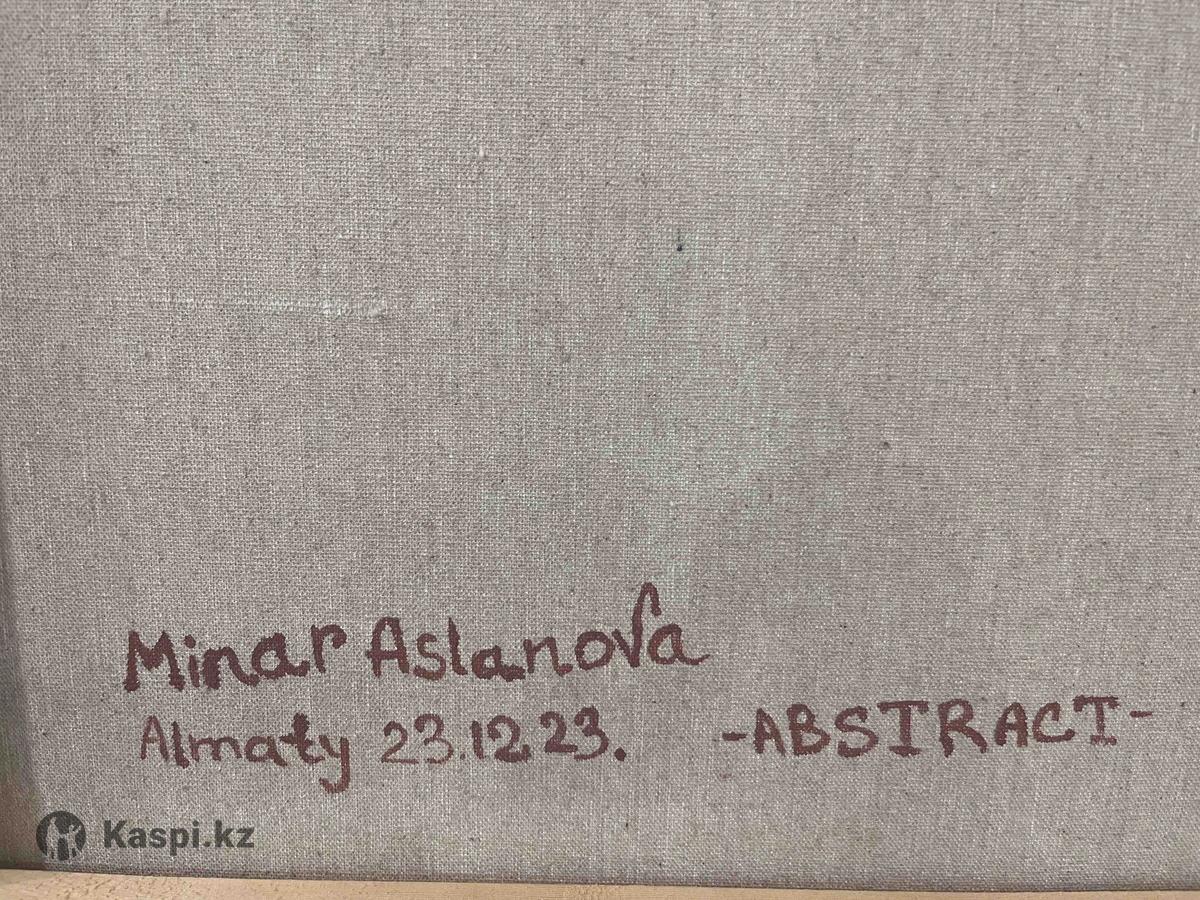 Minar Aslanova
Almaty 23.12.23. -ABSTRACT-
Kaspi.kz